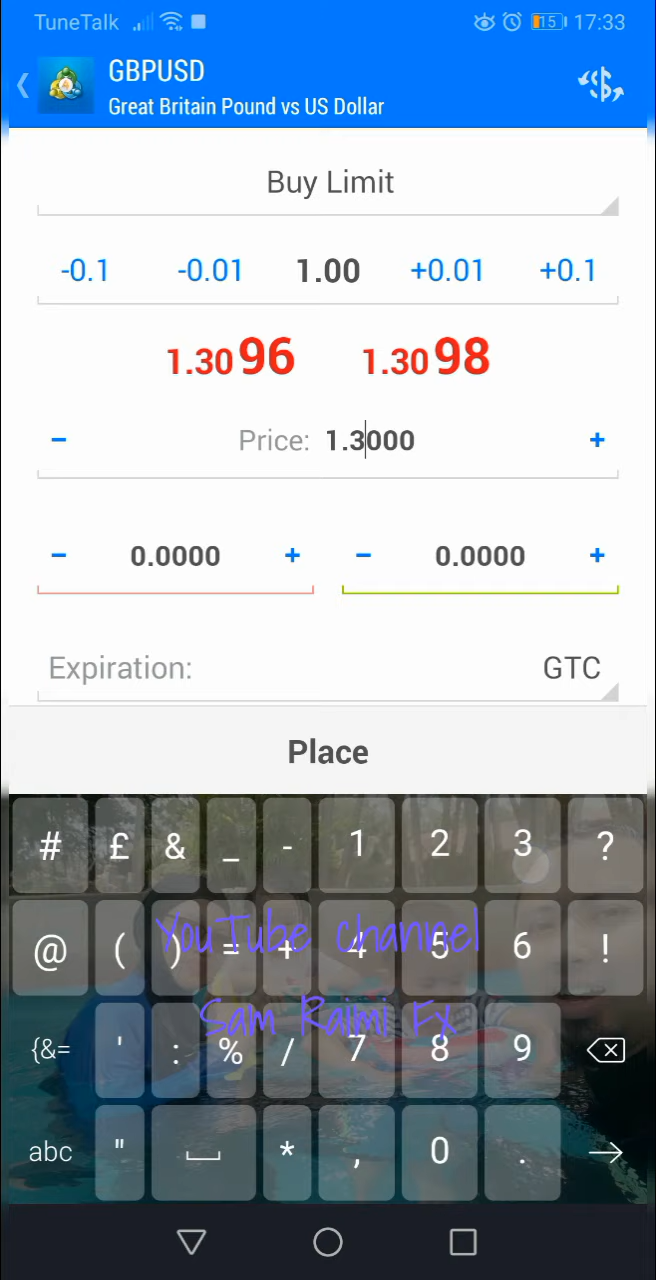 TuneTalk 15 17:33
GBPUSD
Great Britain Pound vs US Dollar
Buy Limit
-0.1 -0.01 1.00 +0.01 +0.1
1.3096 1.3098
− Price: 1.3000 +
− 0.0000 + − 0.0000 +
Expiration: GTC
Place
# £ & _ - 1 2 3 ?
@ ( ) = + 4 5 6 !
YouTube channel
Sam Raimi Fx
{&= ' : % / 7 8 9
abc " * , 0 .